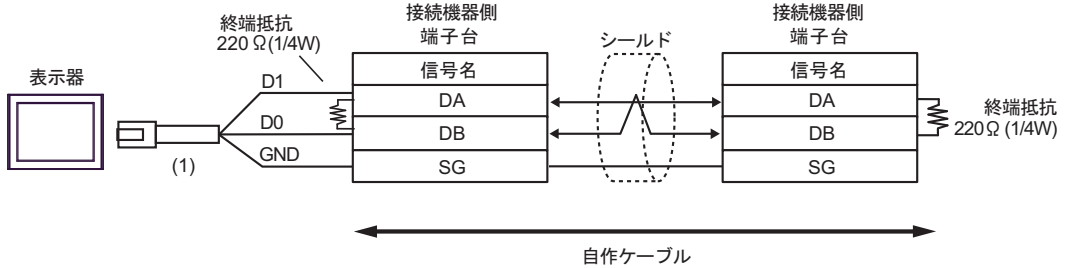 表示器
(1)
D1
D0
GND
終端抵抗
220 Ω(1/4W)
接続機器側
端子台
信号名
DA
DB
SG
シールド
接続機器側
端子台
信号名
DA
DB
SG
終端抵抗
220Ω (1/4W)
自作ケーブル